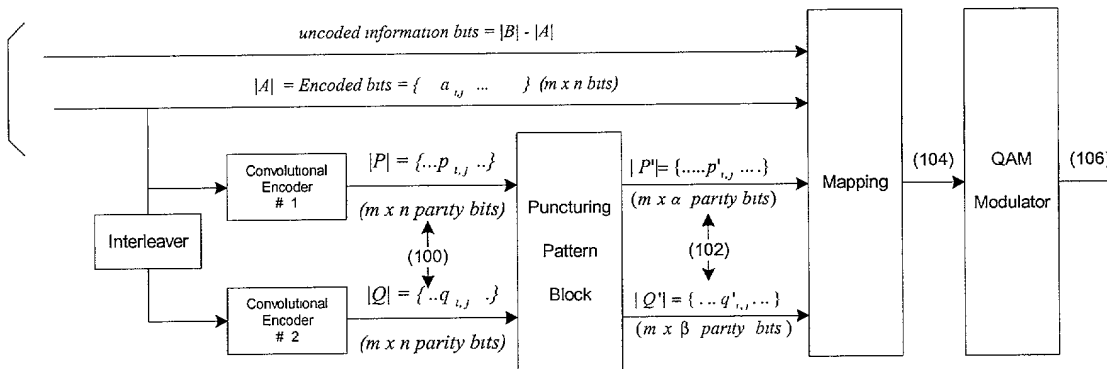 uncoded information bits = |B| - |A|
|A| = Encoded bits = { a i,j ... } (m x n bits)
Convolutional
Encoder
# 1
|P| = {...p i,j ..}
(m x n parity bits)
Interleaver
(100)
Convolutional
Encoder
# 2
|Q| = {..q i,j .}
(m x n parity bits)
Puncturing
Pattern
Block
| P'|= {.....p' i,j ....}
(m x α parity bits)
(102)
| Q'|= { ... q' i,j ... }
(m x β parity bits )
Mapping
(104)
QAM
Modulator
(106)